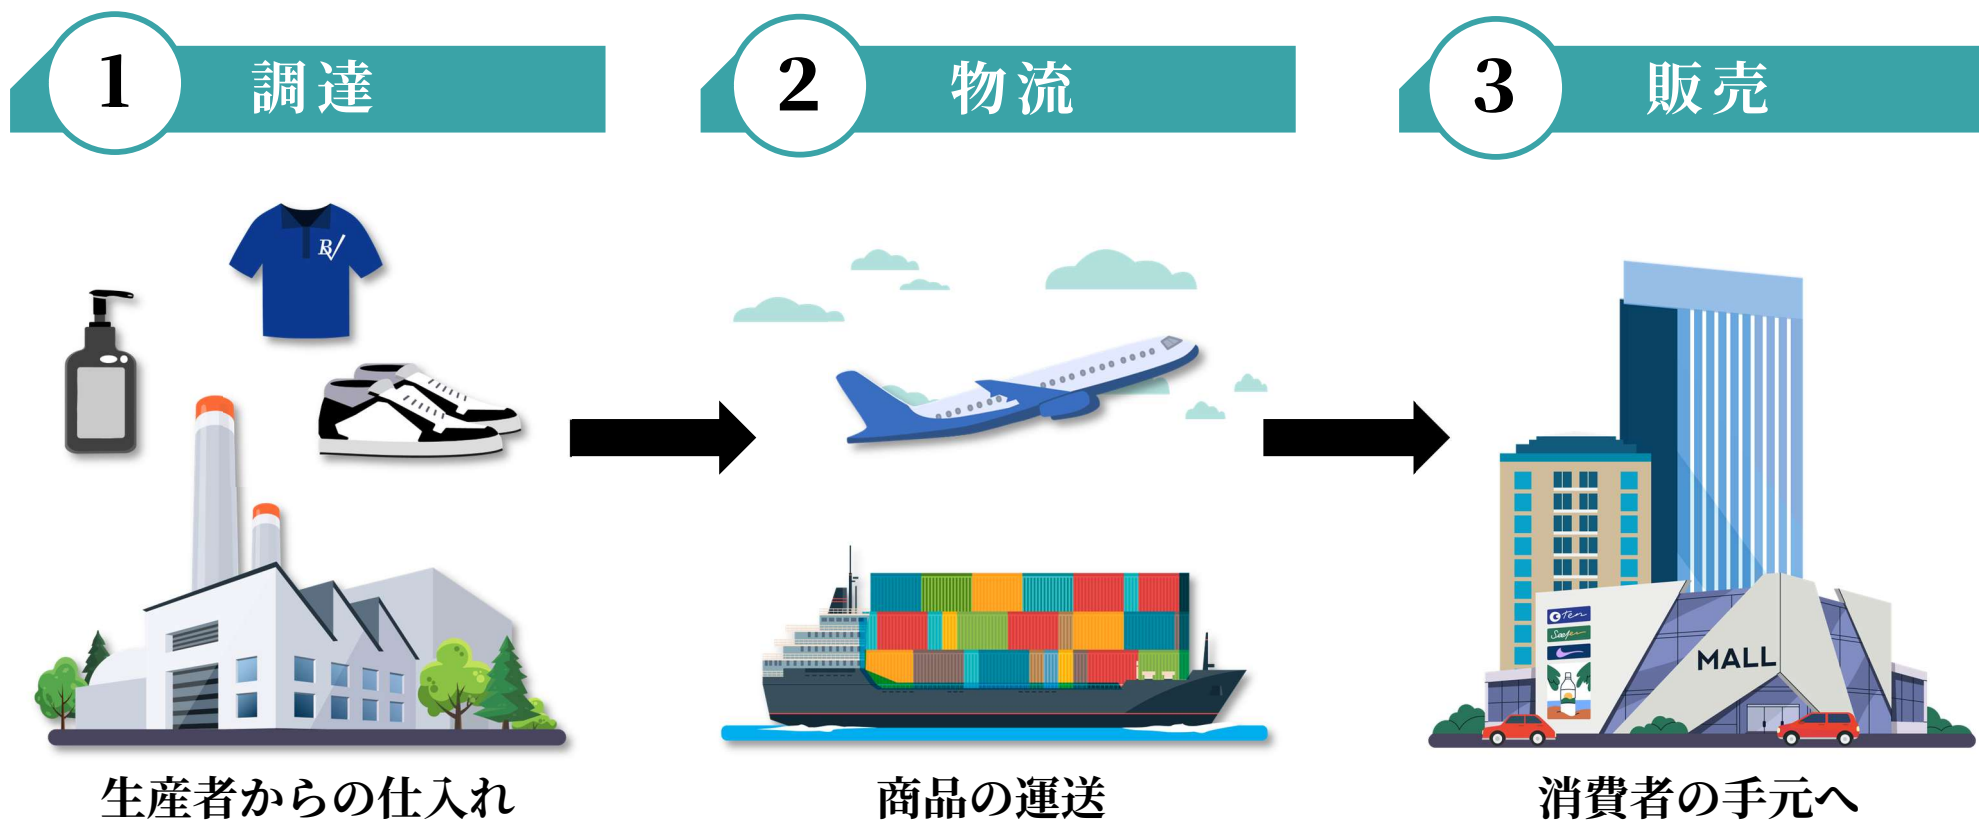 1 調達
2 物流
3 販売
生産者からの仕入れ
商品の運送
消費者の手元へ
MALL